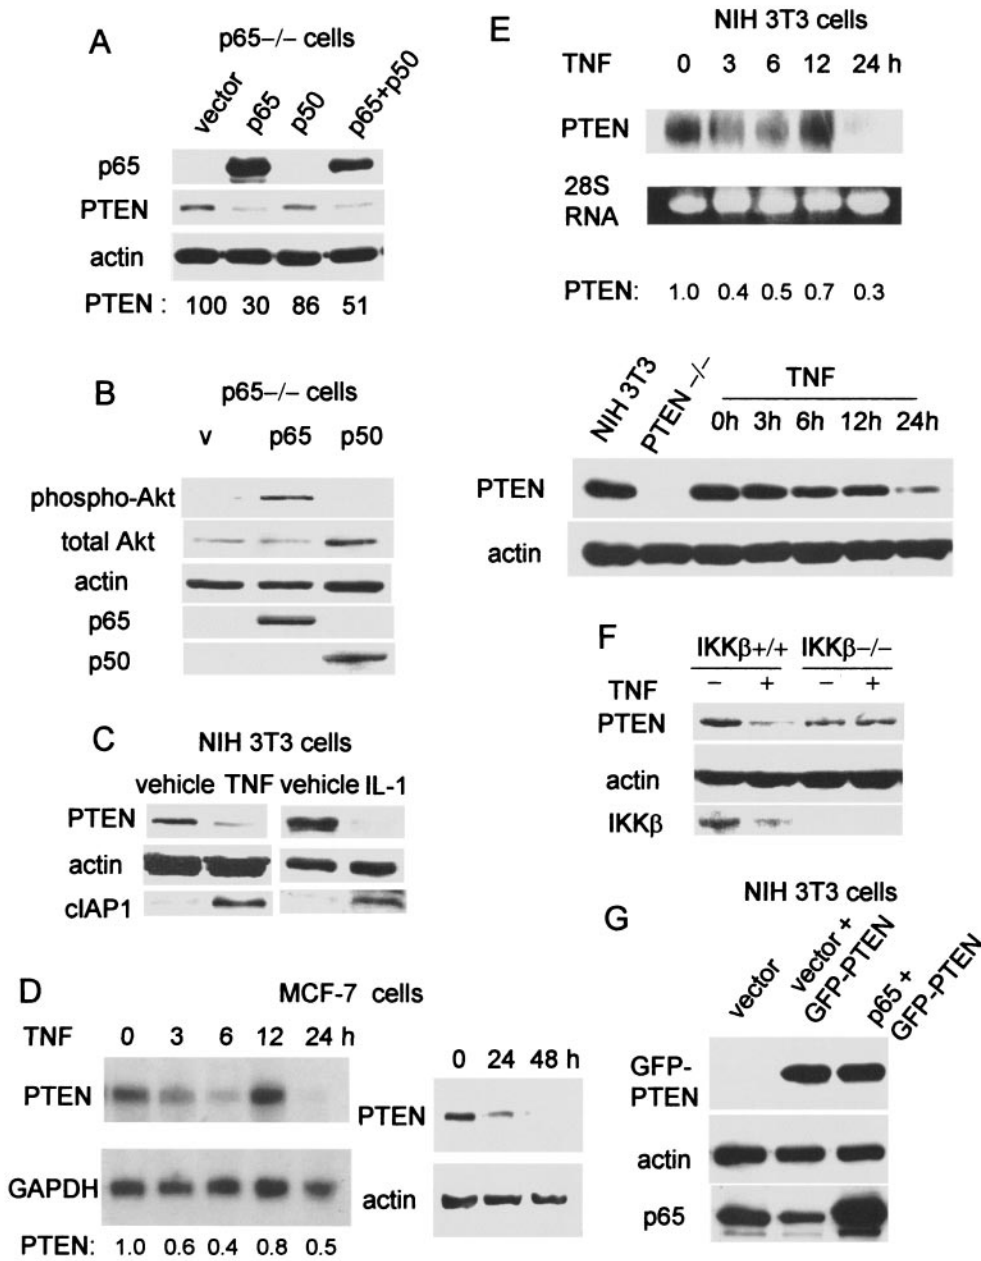 A
p65–/– cells
vector p65 p50 p65+p50
p65
PTEN
actin
PTEN : 100 30 86 51
B
p65–/– cells
v p65 p50
phospho-Akt
total Akt
actin
p65
p50
C
NIH 3T3 cells
vehicle TNF vehicle IL-1
PTEN
actin
cIAP1
D
MCF-7 cells
TNF 0 3 6 12 24 h
PTEN
GAPDH
PTEN: 1.0 0.6 0.4 0.8 0.5
0 24 48 h
PTEN
actin
E
NIH 3T3 cells
TNF 0 3 6 12 24 h
PTEN
28S
RNA
PTEN: 1.0 0.4 0.5 0.7 0.3
NIH 3T3 PTEN –/– TNF
0h 3h 6h 12h 24h
PTEN
actin
F
IKKβ+/+ IKKβ–/–
TNF – + – +
PTEN
actin
IKKβ
G
NIH 3T3 cells
vector
vector +
GFP-PTEN
p65 +
GFP-PTEN
GFP-
PTEN
actin
p65